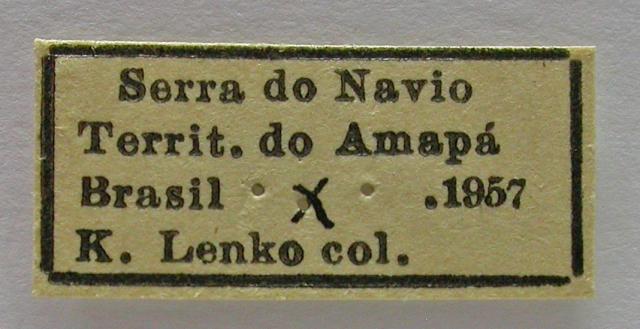 Serra do Navio
Territ. do Amapá
Brasil X .1957
K. Lenko col.